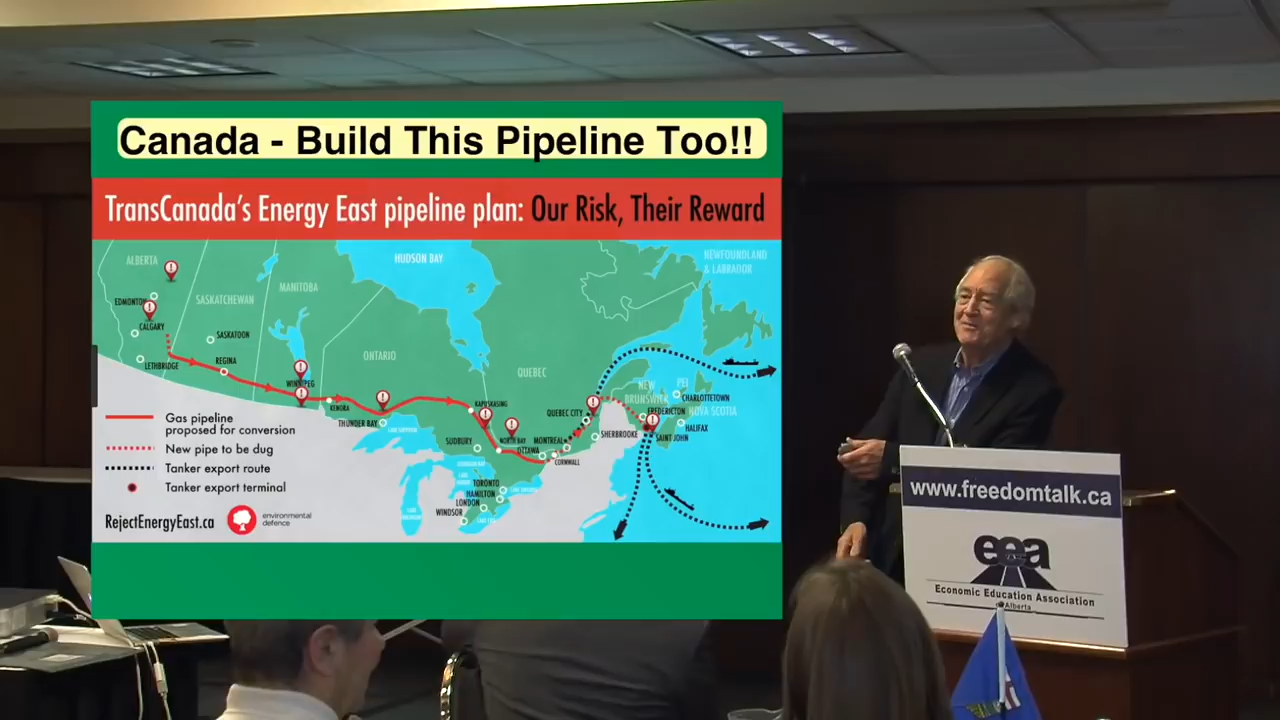 Canada - Build This Pipeline Too!!
TransCanada's Energy East pipeline plan: Our Risk, Their Reward
ALBERTA
EDMONTON
CALGARY
LETHBRIDGE
SASKATCHEWAN
SASKATOON
REGINA
MANITOBA
WINNIPEG
HUDSON BAY
ONTARIO
KENORA
THUNDER BAY
LAKE SUPERIOR
QUEBEC
KAPUSKASING
SUDBURY
NORTH BAY
OTTAWA
MONTREAL
CORNWALL
TORONTO
HAMILTON
LONDON
WINDSOR
QUEBEC CITY
SHERBROOKE
NEWFOUNDLAND
& LABRADOR
NEW
BRUNSWICK
PEI
CHARLOTTETOWN
FREDERICTON
NOVA SCOTIA
HALIFAX
SAINT JOHN
Gas pipeline
proposed for conversion
New pipe to be dug
Tanker export route
Tanker export terminal
RejectEnergyEast.ca
environmental
defence
www.freedomtalk.ca
eea
Economic Education Association
of Alberta